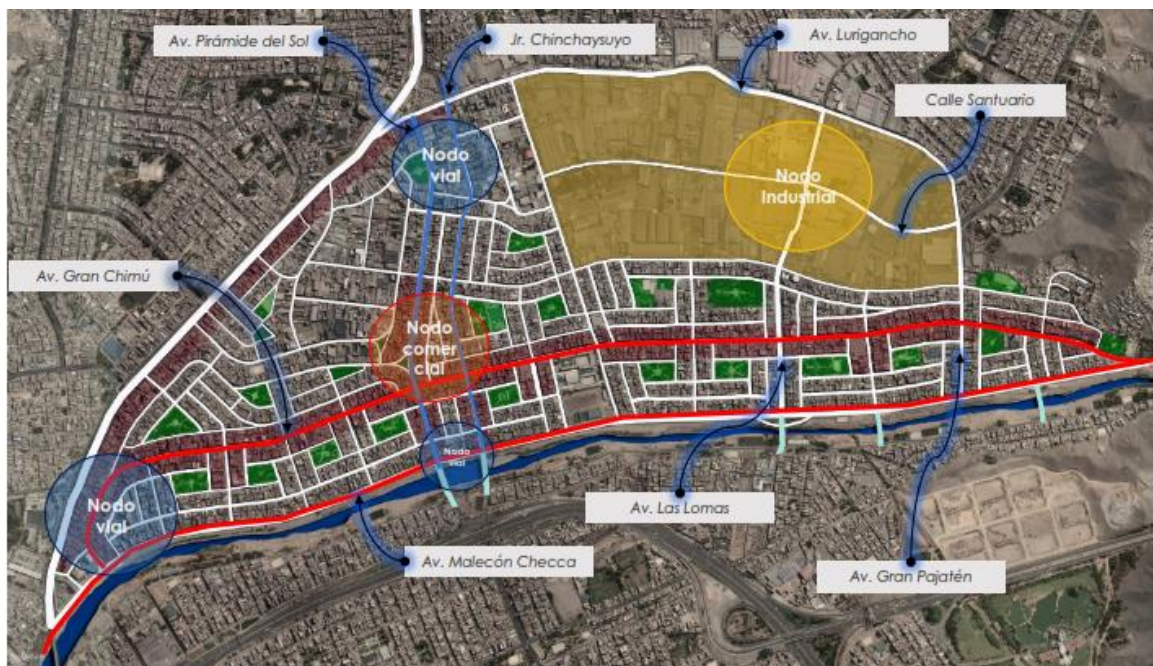 Av. Pirámide del Sol
Jr. Chinchaysuyo
Av. Lurigancho
Calle Santuario
Nodo
vial
Nodo
Industrial
Av. Gran Chimú
Nodo
comer
cial
Nodo
vial
Nodo
vial
Av. Las Lomas
Av. Malecón Checca
Av. Gran Pajatén